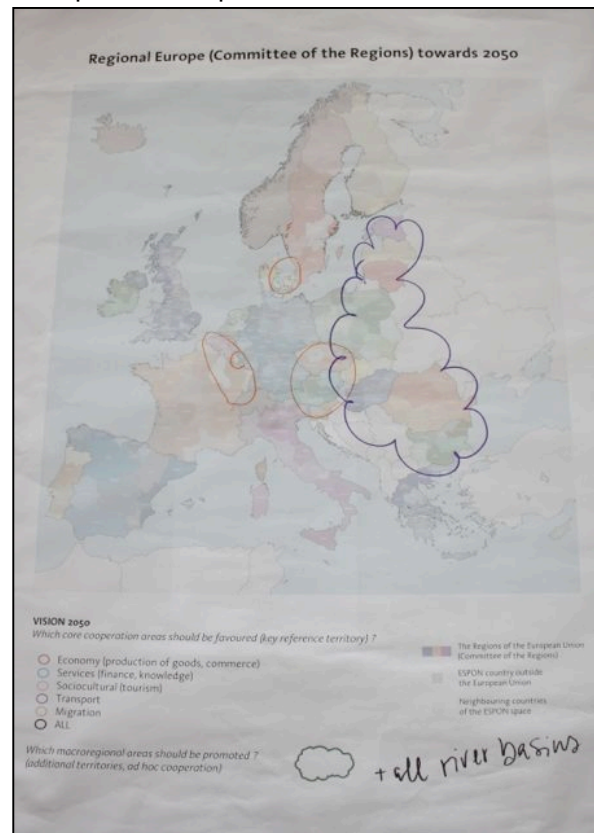 Regional Europe (Committee of the Regions) towards 2050
VISION 2050
Which core cooperation areas should be favoured (key reference territory) ?
Economy (production of goods, commerce)
Services (finance, knowledge)
Sociocultural (tourism)
Transport
Migration
ALL
Which macroregional areas should be promoted ?
(additional territories, ad hoc cooperation)
The Regions of the European Union
(Committee of the Regions)
ESPON country outside
the European Union
Neighbouring countries
of the ESPON space
+ all river basins